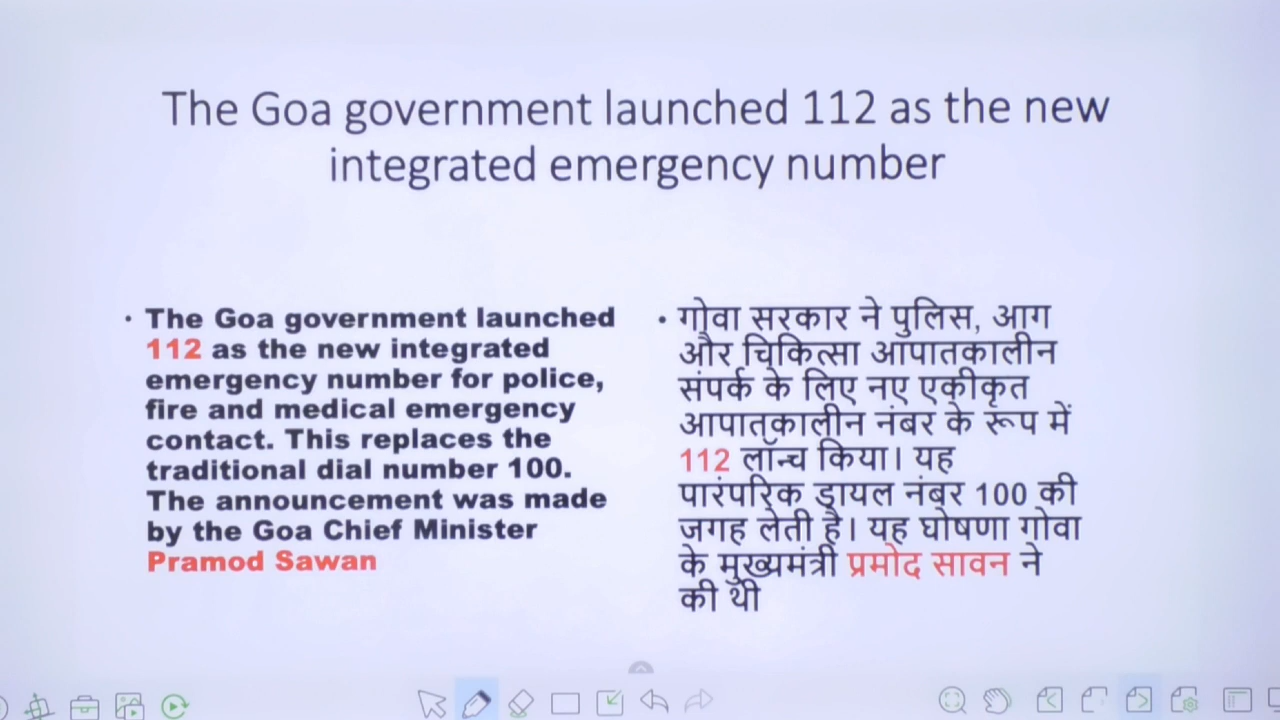 The Goa government launched 112 as the new
integrated emergency number
• The Goa government launched
112 as the new integrated
emergency number for police,
fire and medical emergency
contact. This replaces the
traditional dial number 100.
The announcement was made
by the Goa Chief Minister
Pramod Sawan
• गोवा सरकार ने पुलिस, आग
और चिकित्सा आपातकालीन
संपर्क के लिए नए एकीकृत
आपातकालीन नंबर के रूप में
112 लॉन्च किया। यह
पारंपरिक डायल नंबर 100 की
जगह लेती है। यह घोषणा गोवा
के मुख्यमंत्री प्रमोद सावन ने
की थी